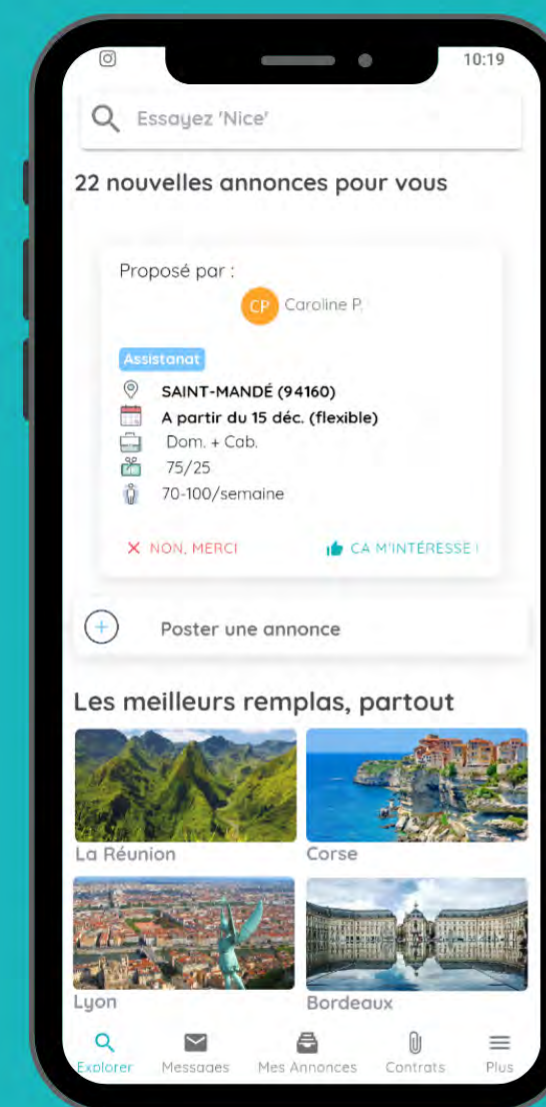 10:19
Essayez 'Nice'
22 nouvelles annonces pour vous
Proposé par :
CP Caroline P.
Assistanat
SAINT-MANDÉ (94160)
A partir du 15 déc. (flexible)
Dom. + Cab.
75/25
70-100/semaine
NON, MERCI CA M'INTÉRESSE !
Poster une annonce
Les meilleurs remplas, partout
La Réunion Corse
Lyon Bordeaux
Explorer Messages Mes Annonces Contrats Plus